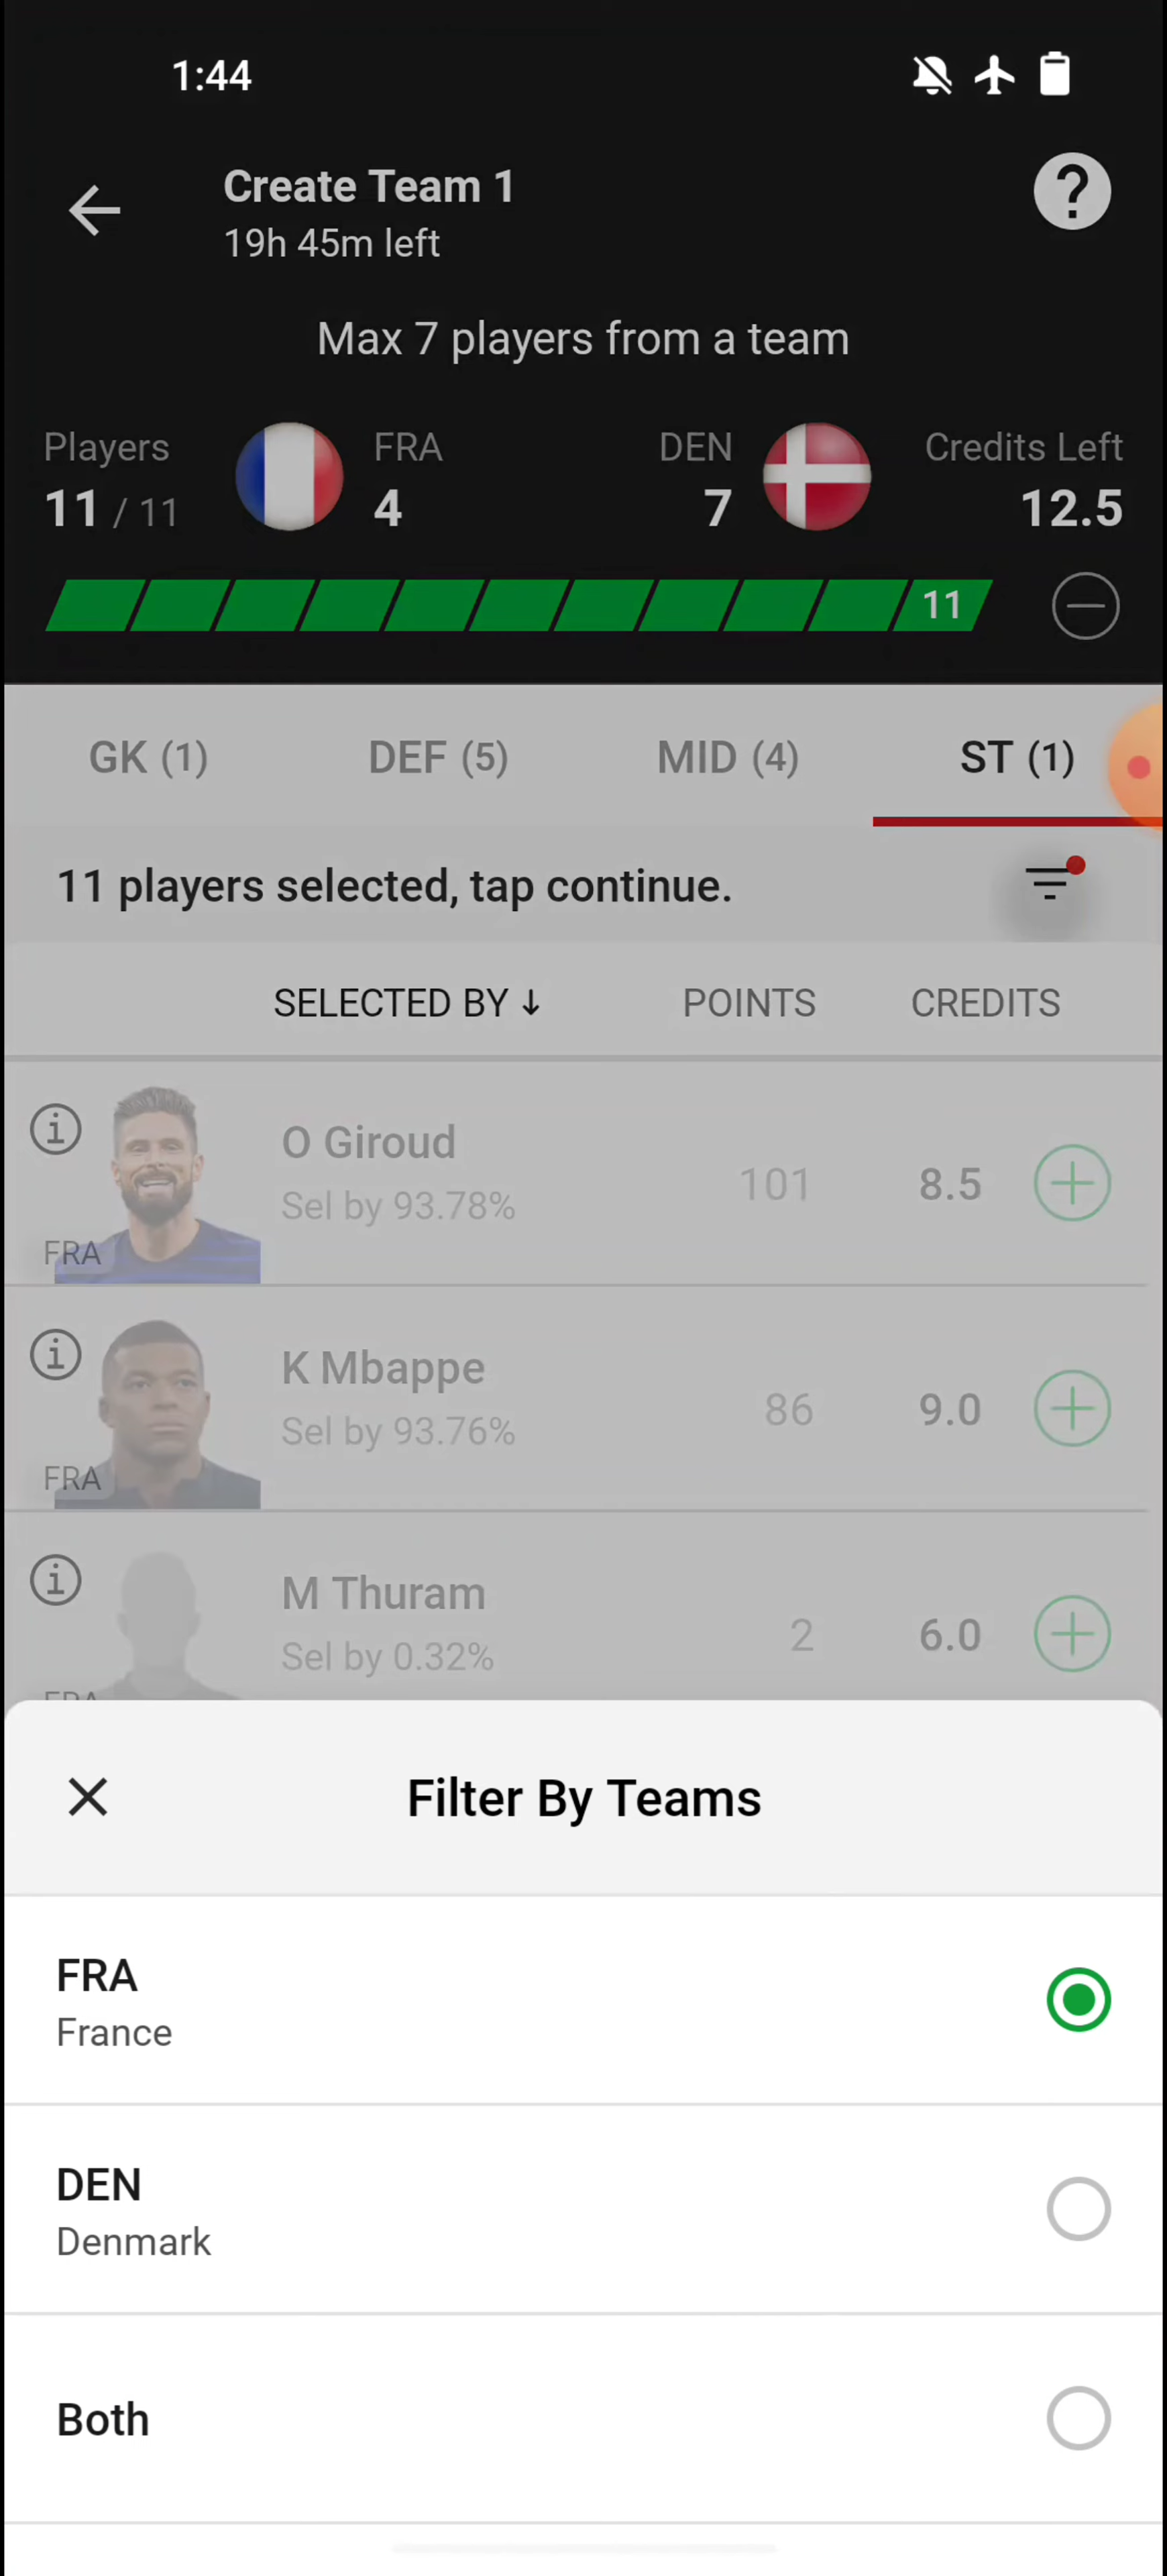 1:44
Create Team 1
19h 45m left
Max 7 players from a team
Players FRA DEN Credits Left
11 / 11 4 7 12.5
11
GK (1) DEF (5) MID (4) ST (1)
11 players selected, tap continue.
SELECTED BY ↓ POINTS CREDITS
O Giroud
Sel by 93.78% 101 8.5
FRA
K Mbappe
Sel by 93.76% 86 9.0
FRA
M Thuram
Sel by 0.32% 2 6.0
FRA
Filter By Teams
FRA
France
DEN
Denmark
Both